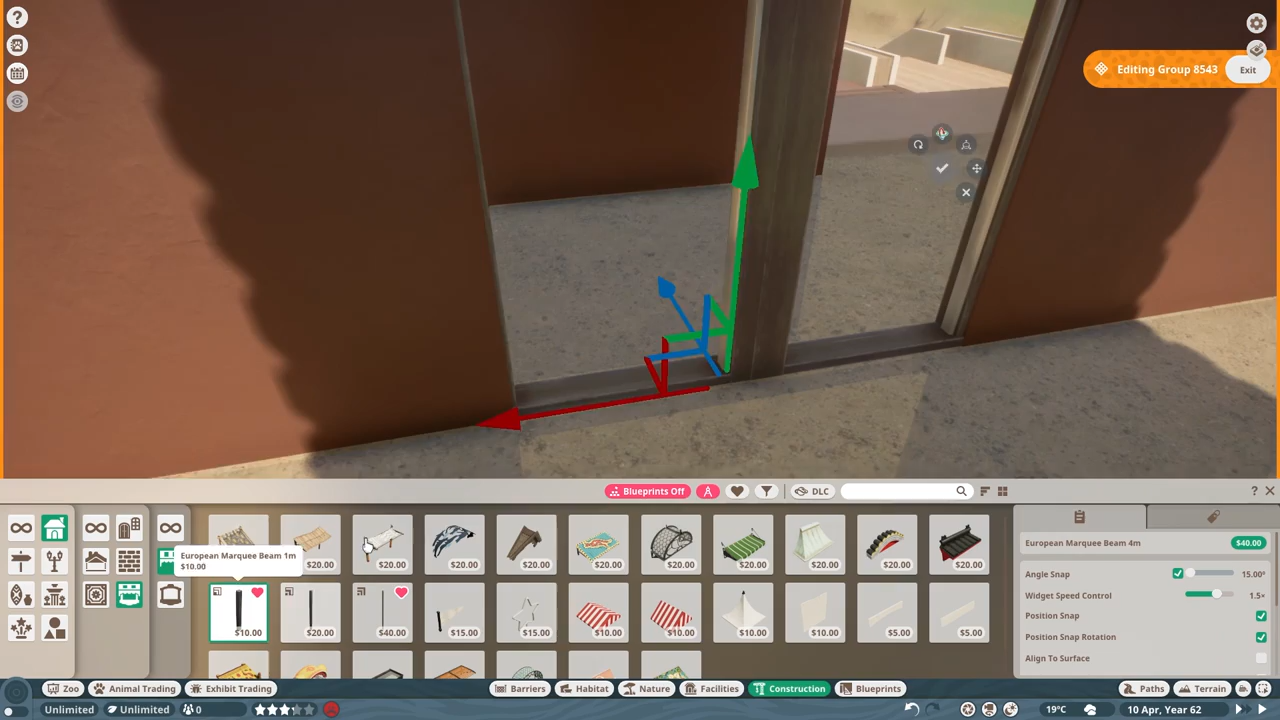 ?
Editing Group 8543
Exit
Blueprints Off
DLC
? ✕
European Marquee Beam 1m
$10.00
$20.00
$20.00
$20.00
$20.00
$20.00
$20.00
$20.00
$20.00
$20.00
$20.00
$10.00
$20.00
$40.00
$15.00
$15.00
$10.00
$10.00
$10.00
$10.00
$5.00
$5.00
European Marquee Beam 4m
$40.00
Angle Snap
15.00°
Widget Speed Control
1.5×
Position Snap
Position Snap Rotation
Align To Surface
Zoo
Animal Trading
Exhibit Trading
Barriers
Habitat
Nature
Facilities
Construction
Blueprints
Paths
Terrain
Unlimited
Unlimited
0
19°C
10 Apr, Year 62